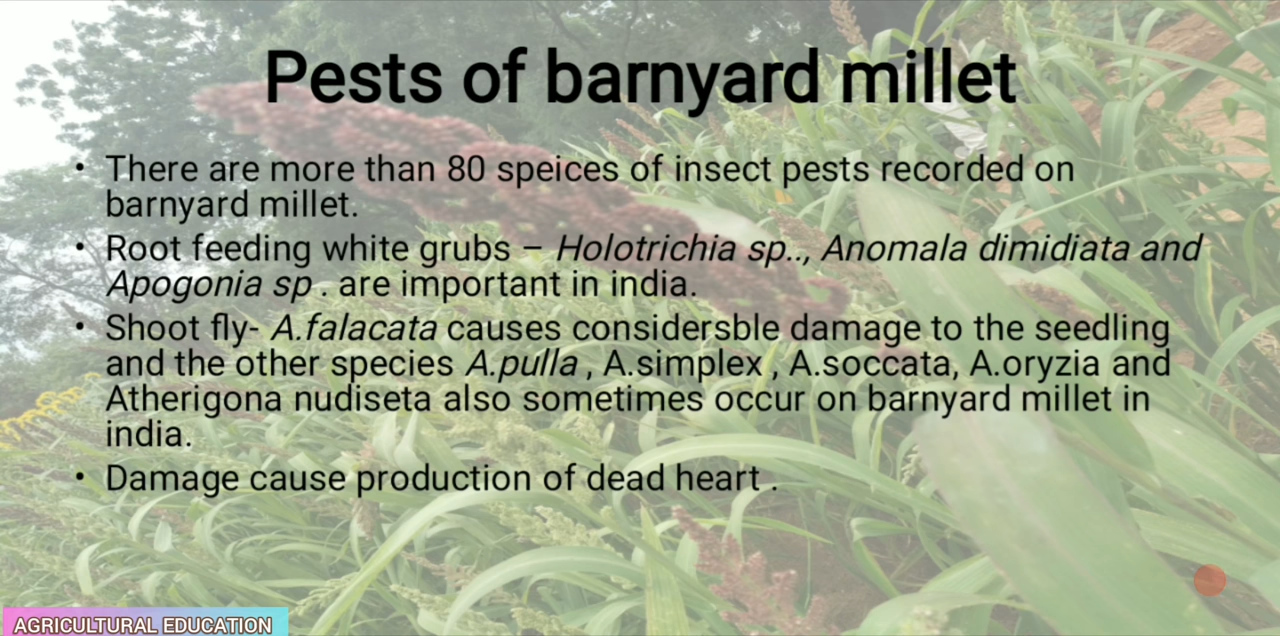 Pests of barnyard millet
• There are more than 80 speices of insect pests recorded on
barnyard millet.
• Root feeding white grubs – Holotrichia sp.., Anomala dimidiata and
Apogonia sp . are important in india.
• Shoot fly- A.falacata causes considersble damage to the seedling
and the other species A.pulla , A.simplex , A.soccata, A.oryzia and
Atherigona nudiseta also sometimes occur on barnyard millet in
india.
• Damage cause production of dead heart .
AGRICULTURAL EDUCATION